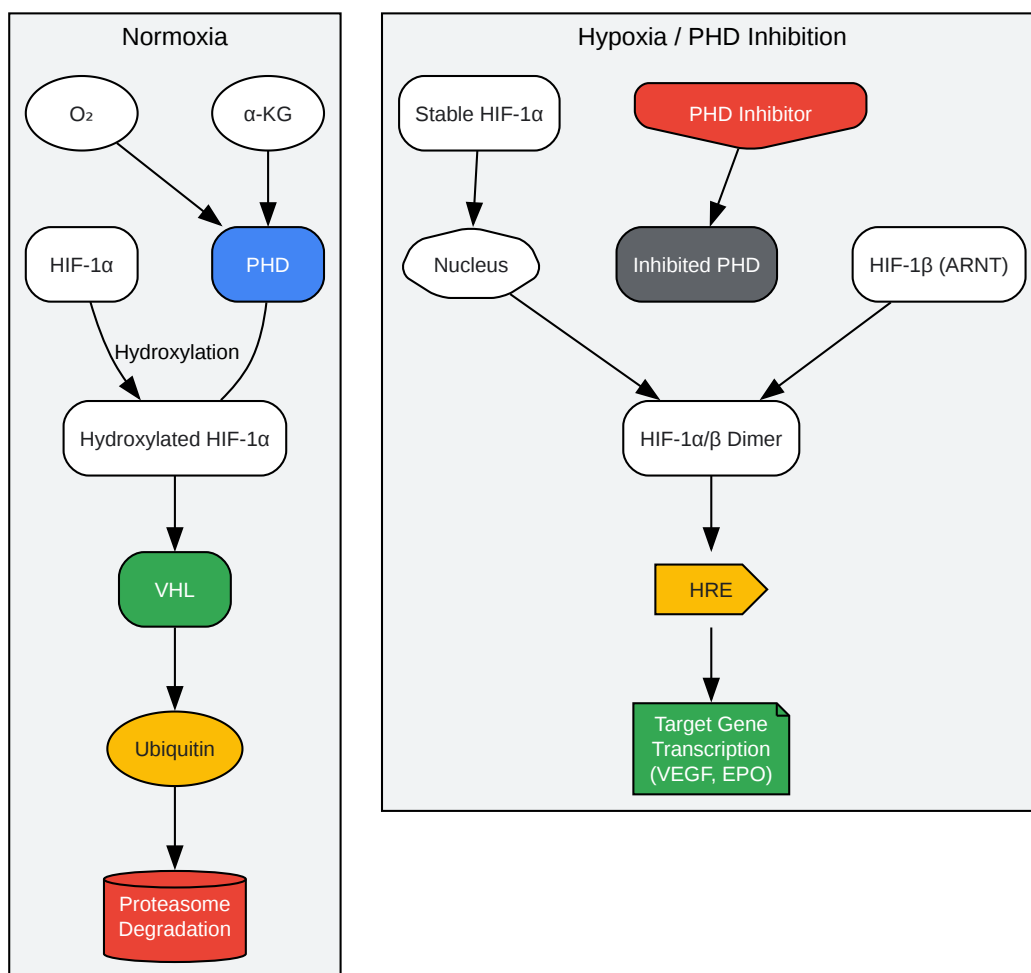 Normoxia
O₂
α-KG
HIF-1α
PHD
Hydroxylation
Hydroxylated HIF-1α
VHL
Ubiquitin
Proteasome
Degradation
Hypoxia / PHD Inhibition
Stable HIF-1α
PHD Inhibitor
Nucleus
Inhibited PHD
HIF-1β (ARNT)
HIF-1α/β Dimer
HRE
Target Gene
Transcription
(VEGF, EPO)